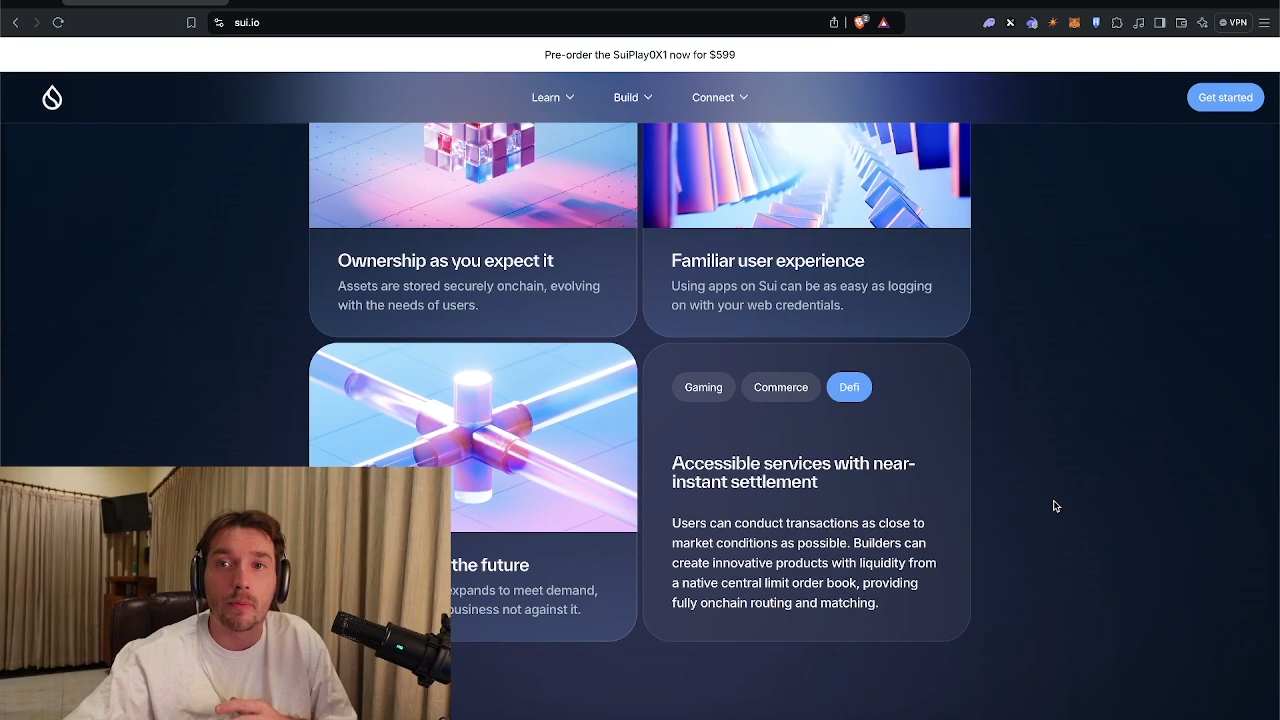 sui.io
2
VPN
Pre-order the SuiPlay0X1 now for $599
Learn
Build
Connect
Get started
Ownership as you expect it
Assets are stored securely onchain, evolving
with the needs of users.
Familiar user experience
Using apps on Sui can be as easy as logging
on with your web credentials.
the future
expands to meet demand,
business not against it.
Gaming
Commerce
Defi
Accessible services with near-
instant settlement
Users can conduct transactions as close to
market conditions as possible. Builders can
create innovative products with liquidity from
a native central limit order book, providing
fully onchain routing and matching.